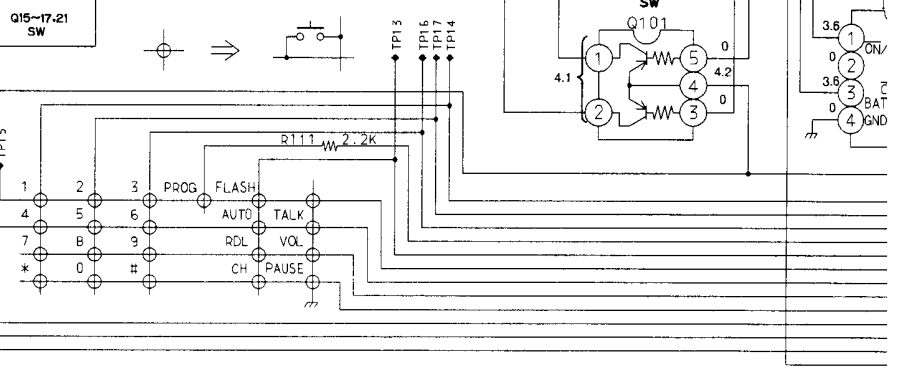 Q15~17.21
SW
TP13
TP16
TP17
TP14
SW
Q101
1
2
5
4
3
4.1
0
4.2
0
3.6
1
ON/
0
2
3.6
3
BAT
0
4
GND
R111 2.2K
1 2 3 PROG FLASH
4 5 6 AUTO TALK
7 8 9 RDL VOL
* 0 # CH PAUSE